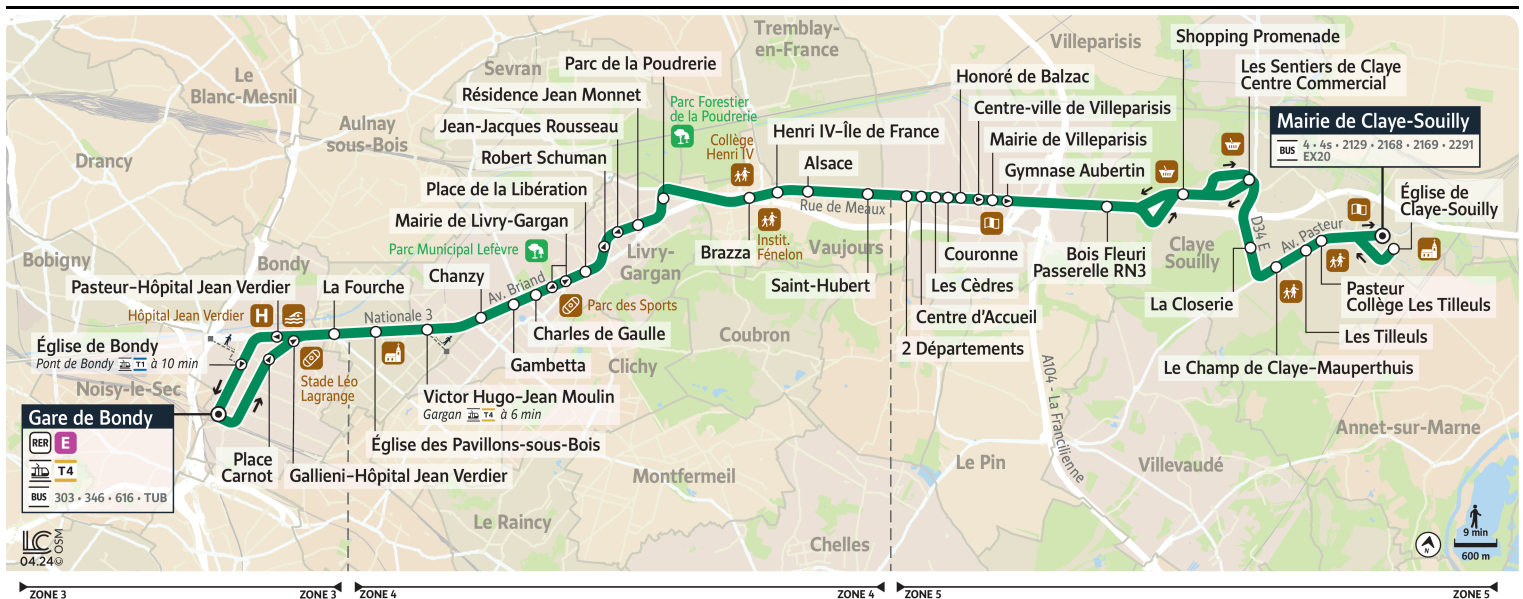 Tremblay-
en-France
Villeparisis
Shopping Promenade
Sevran
Parc de la Poudrerie
Honoré de Balzac
Les Sentiers de Claye
Centre Commercial
Le
Blanc-Mesnil
Résidence Jean Monnet
Parc Forestier
de la Poudrerie
Centre-ville de Villeparisis
Mairie de Claye-Souilly
BUS 4 • 4s • 2129 • 2168 • 2169 • 2291
EX20
Aulnay
sous-Bois
Jean-Jacques Rousseau
Collège
Henri IV
Henri IV–Île de France
Mairie de Villeparisis
Drancy
Robert Schuman
Alsace
Gymnase Aubertin
Place de la Libération
Église de
Claye-Souilly
Mairie de Livry-Gargan
Rue de Meaux
Parc Municipal Lefèvre
Livry-
Gargan
Brazza
Instit.
Fénelon
Vaujours
Couronne
Bois Fleuri
Passerelle RN3
Claye
Souilly
D34 E
Av. Pasteur
Bobigny
Bondy
Chanzy
Av. Briand
Saint-Hubert
Les Cèdres
Pasteur–Hôpital Jean Verdier
La Fourche
Parc des Sports
La Closerie
Pasteur
Collège Les Tilleuls
Hôpital Jean Verdier
H
Nationale 3
Charles de Gaulle
Centre d'Accueil
Les Tilleuls
Église de Bondy
Pont de Bondy T1 à 10 min
Gambetta
Coubron
2 Départements
Le Champ de Claye–Mauperthuis
Clichy
Noisy-le-Sec
Stade Léo
Lagrange
Victor Hugo-Jean Moulin
Gargan T4 à 6 min
A104 - La Francilienne
Gare de Bondy
RER E
T4
BUS 303 • 346 • 616 • TUB
Église des Pavillons-sous-Bois
Annet-sur-Marne
Place
Carnot
Gallieni–Hôpital Jean Verdier
Montfermeil
Le Pin
Villevaudé
Le Raincy
Chelles
LC
04.24 © OSM
N
9 min
600 m
ZONE 3
ZONE 3
ZONE 4
ZONE 4
ZONE 5
ZONE 5